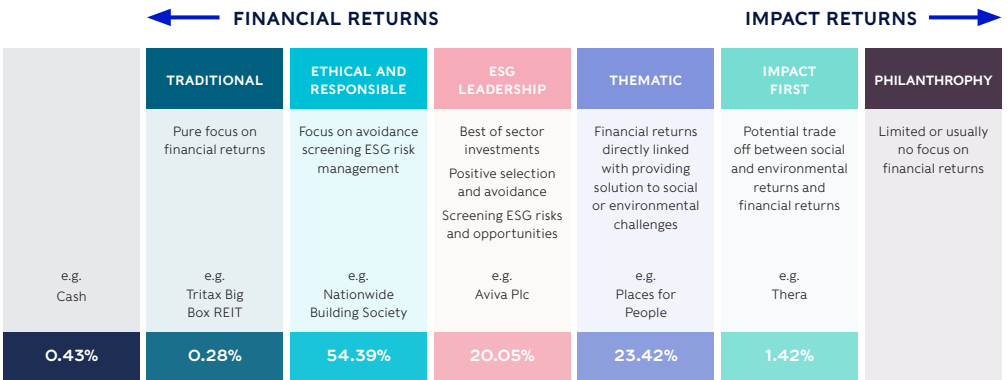 FINANCIAL RETURNS
IMPACT RETURNS
TRADITIONAL
ETHICAL AND
RESPONSIBLE
ESG
LEADERSHIP
THEMATIC
IMPACT
FIRST
PHILANTHROPY
Pure focus on
financial returns
Focus on avoidance
screening ESG risk
management
Best of sector
investments
Positive selection
and avoidance
Screening ESG risks
and opportunities
Financial returns
directly linked
with providing
solution to social
or environmental
challenges
Potential trade
off between social
and environmental
returns and
financial returns
Limited or usually
no focus on
financial returns
e.g.
Cash
e.g.
Tritax Big
Box REIT
e.g.
Nationwide
Building Society
e.g.
Aviva Plc
e.g.
Places for
People
e.g.
Thera
0.43%
0.28%
54.39%
20.05%
23.42%
1.42%